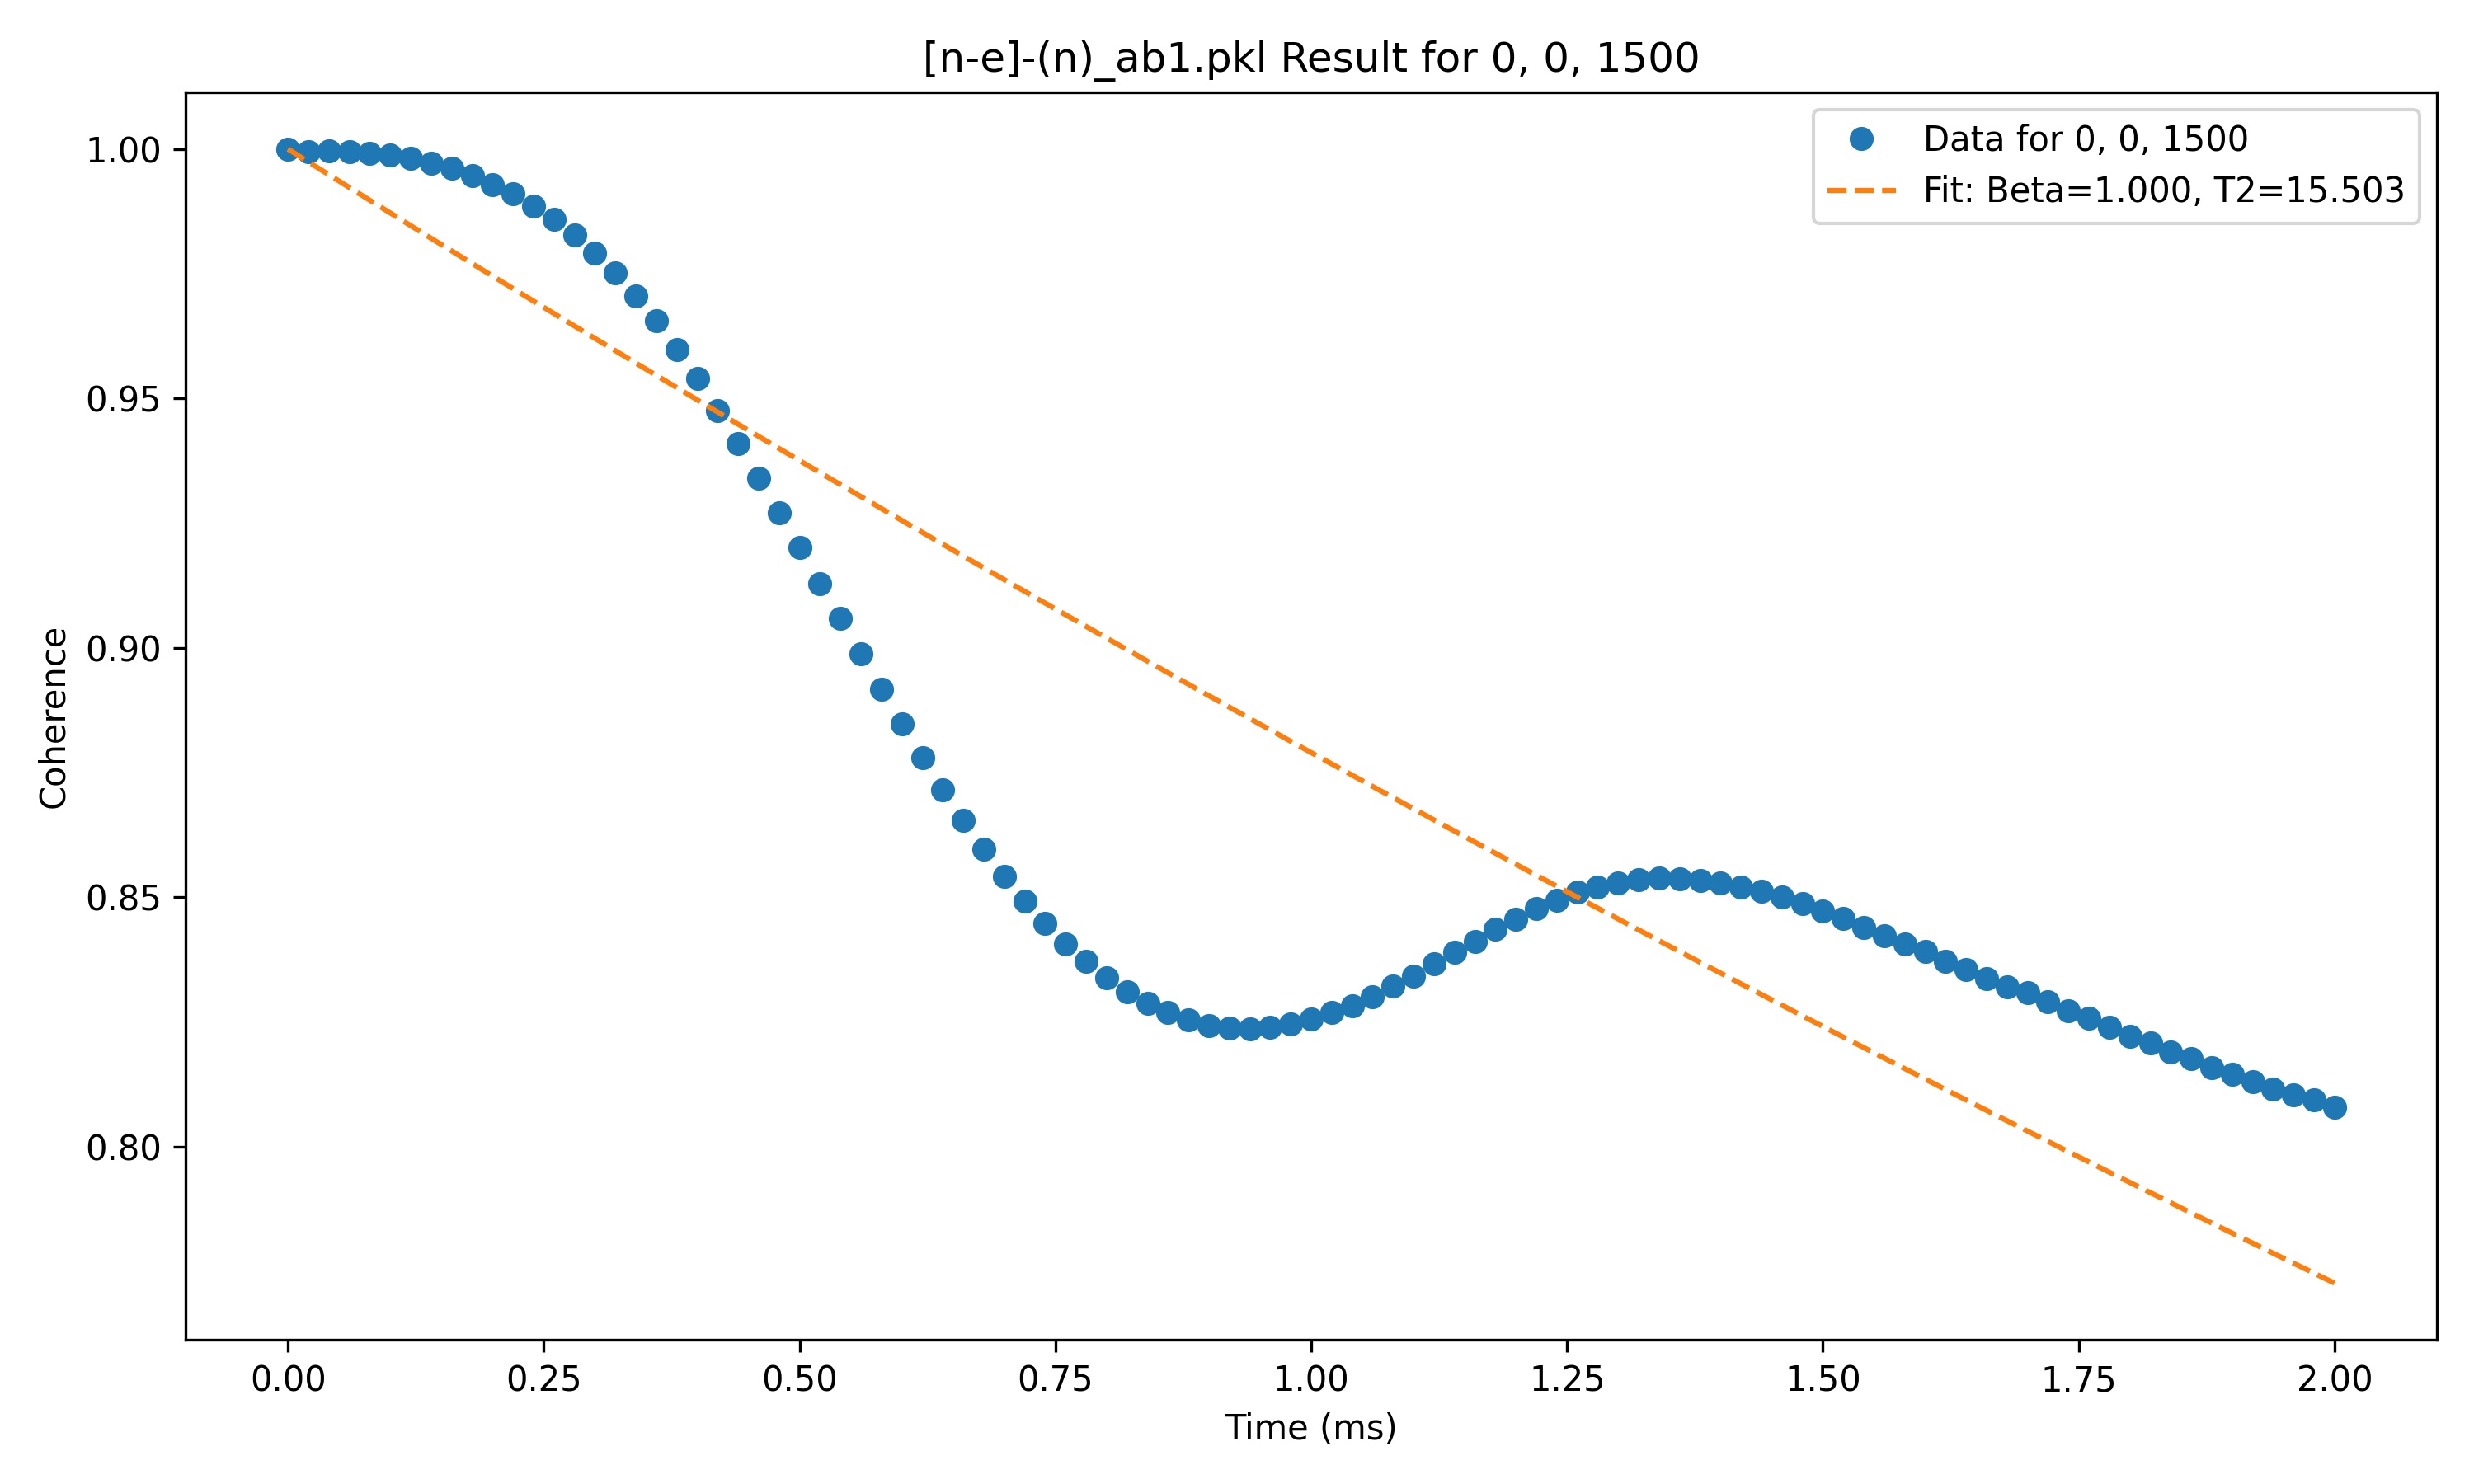 [n-e]-(n)_ab1.pkl Result for 0, 0, 1500
Data for 0, 0, 1500
Fit: Beta=1.000, T2=15.503
Coherence
1.00
0.95
0.90
0.85
0.80
0.00 0.25 0.50 0.75 1.00 1.25 1.50 1.75 2.00
Time (ms)